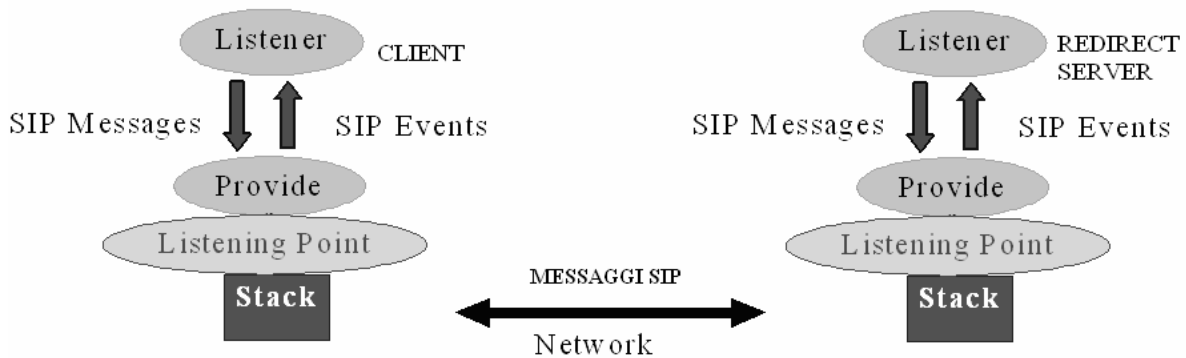 Listener
CLIENT
SIP Messages
SIP Events
Provide
Listening Point
Stack
MESSAGGI SIP
Network
Listener
REDIRECT
SERVER
SIP Messages
SIP Events
Provide
Listening Point
Stack